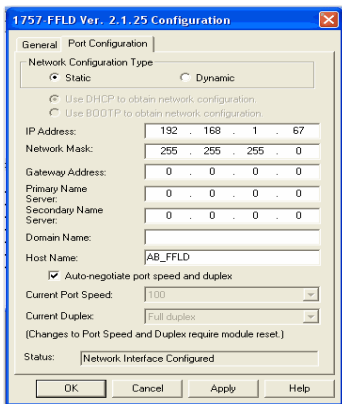 1757-FFLD Ver. 2.1.25 Configuration
General Port Configuration
Network Configuration Type
Static Dynamic
Use DHCP to obtain network configuration.
Use BOOTP to obtain network configuration.
IP Address: 192 . 168 . 1 . 67
Network Mask: 255 . 255 . 255 . 0
Gateway Address: 0 . 0 . 0 . 0
Primary Name
Server: 0 . 0 . 0 . 0
Secondary Name
Server: 0 . 0 . 0 . 0
Domain Name:
Host Name: AB_FFLD
Auto-negotiate port speed and duplex
Current Port Speed: 100
Current Duplex: Full duplex
(Changes to Port Speed and Duplex require module reset.)
Status: Network Interface Configured
OK Cancel Apply Help